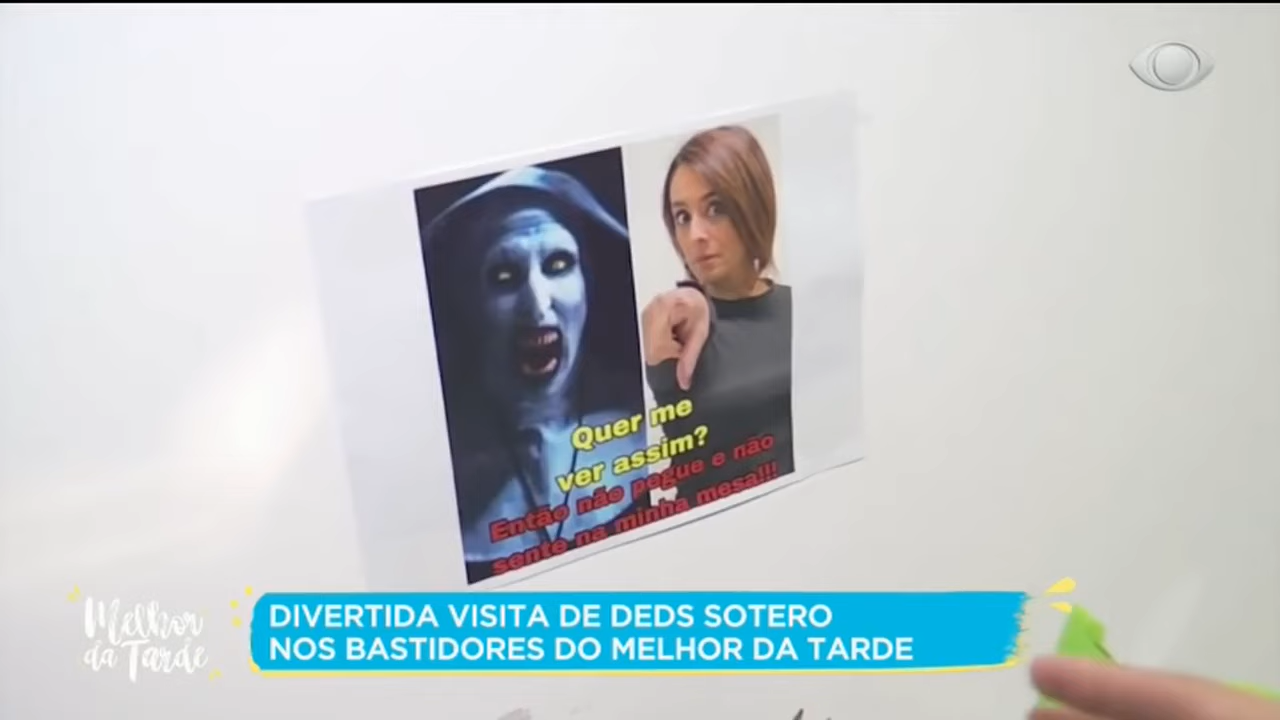 Quer me
ver assim?
Então não pegue e não
sente na minha mesa!!!
Melhor
da Tarde
DIVERTIDA VISITA DE DEDS SOTERO
NOS BASTIDORES DO MELHOR DA TARDE